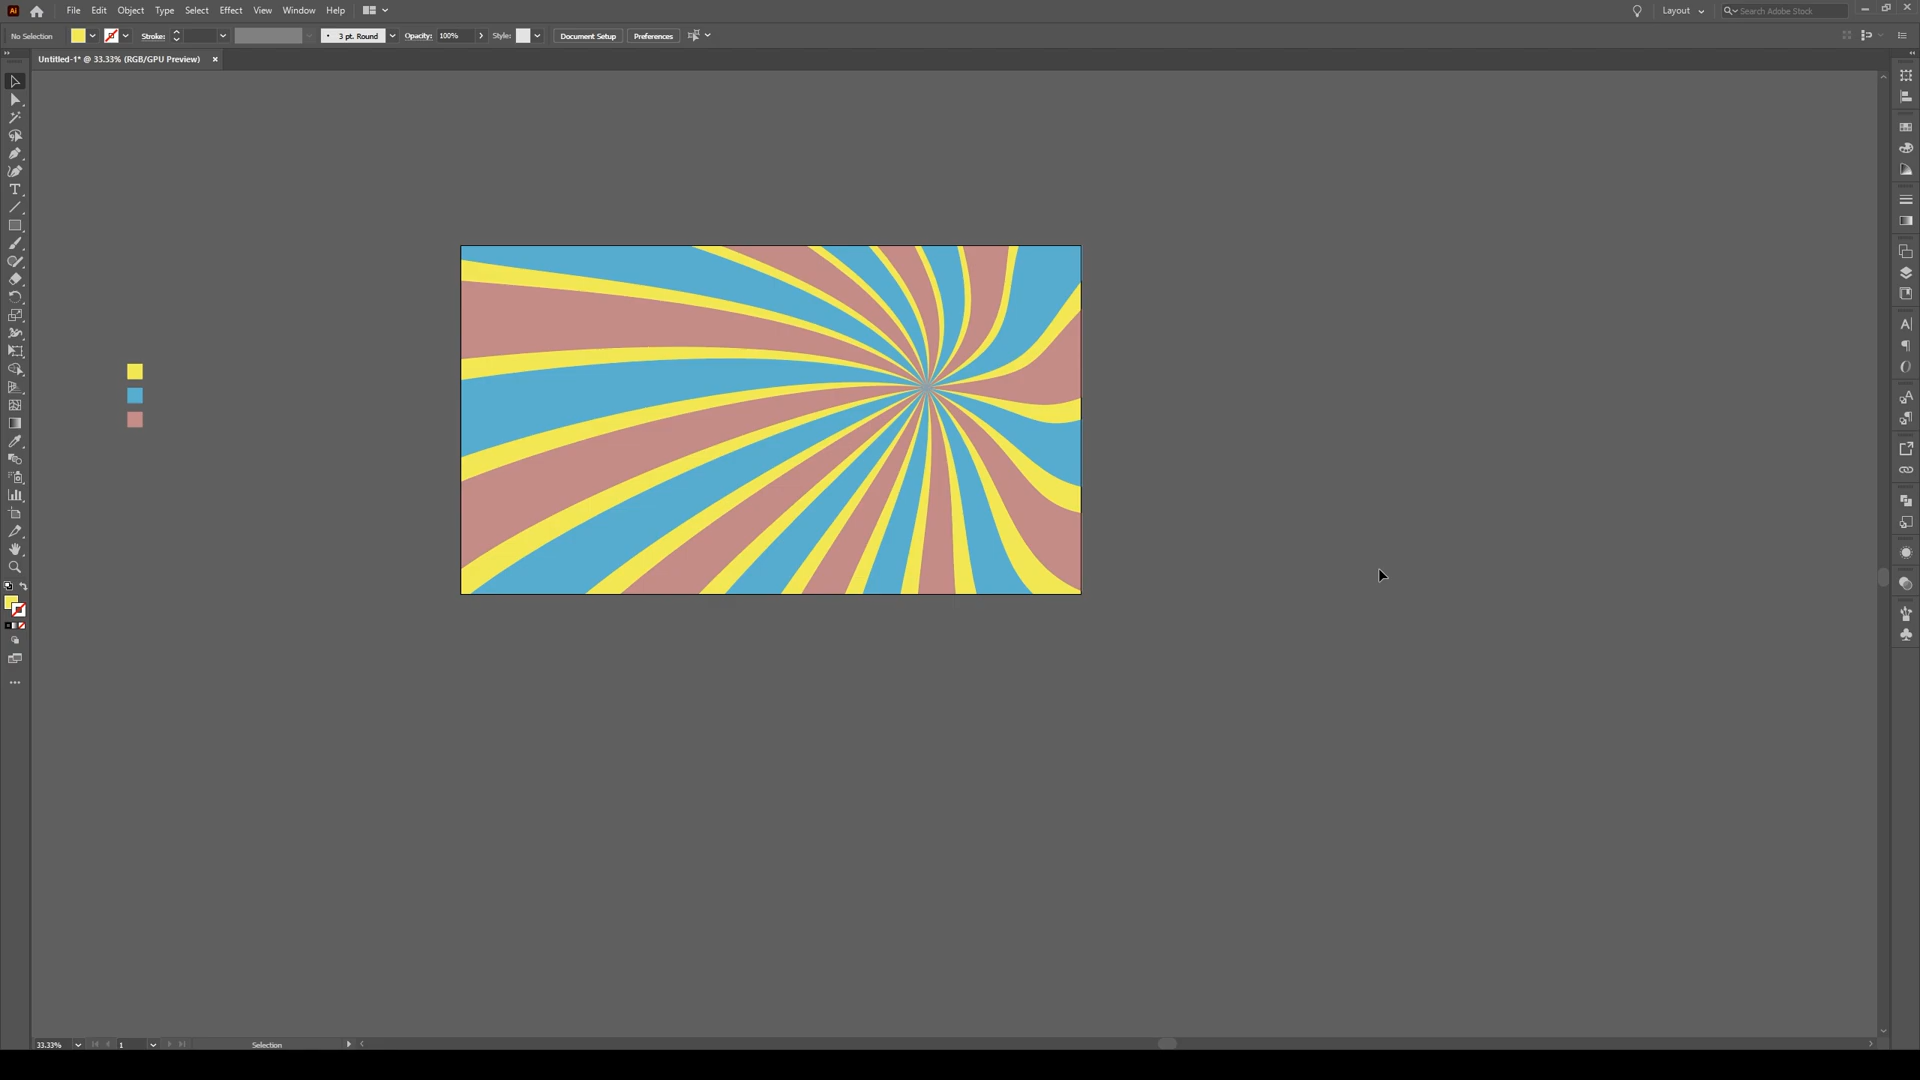 Ai File Edit Object Type Select Effect View Window Help Layout Search Adobe Stock
No Selection Stroke: 3 pt. Round Opacity: 100% Style: Document Setup Preferences
Untitled-1* @ 33.33% (RGB/GPU Preview) ×
33.33% 1 Selection